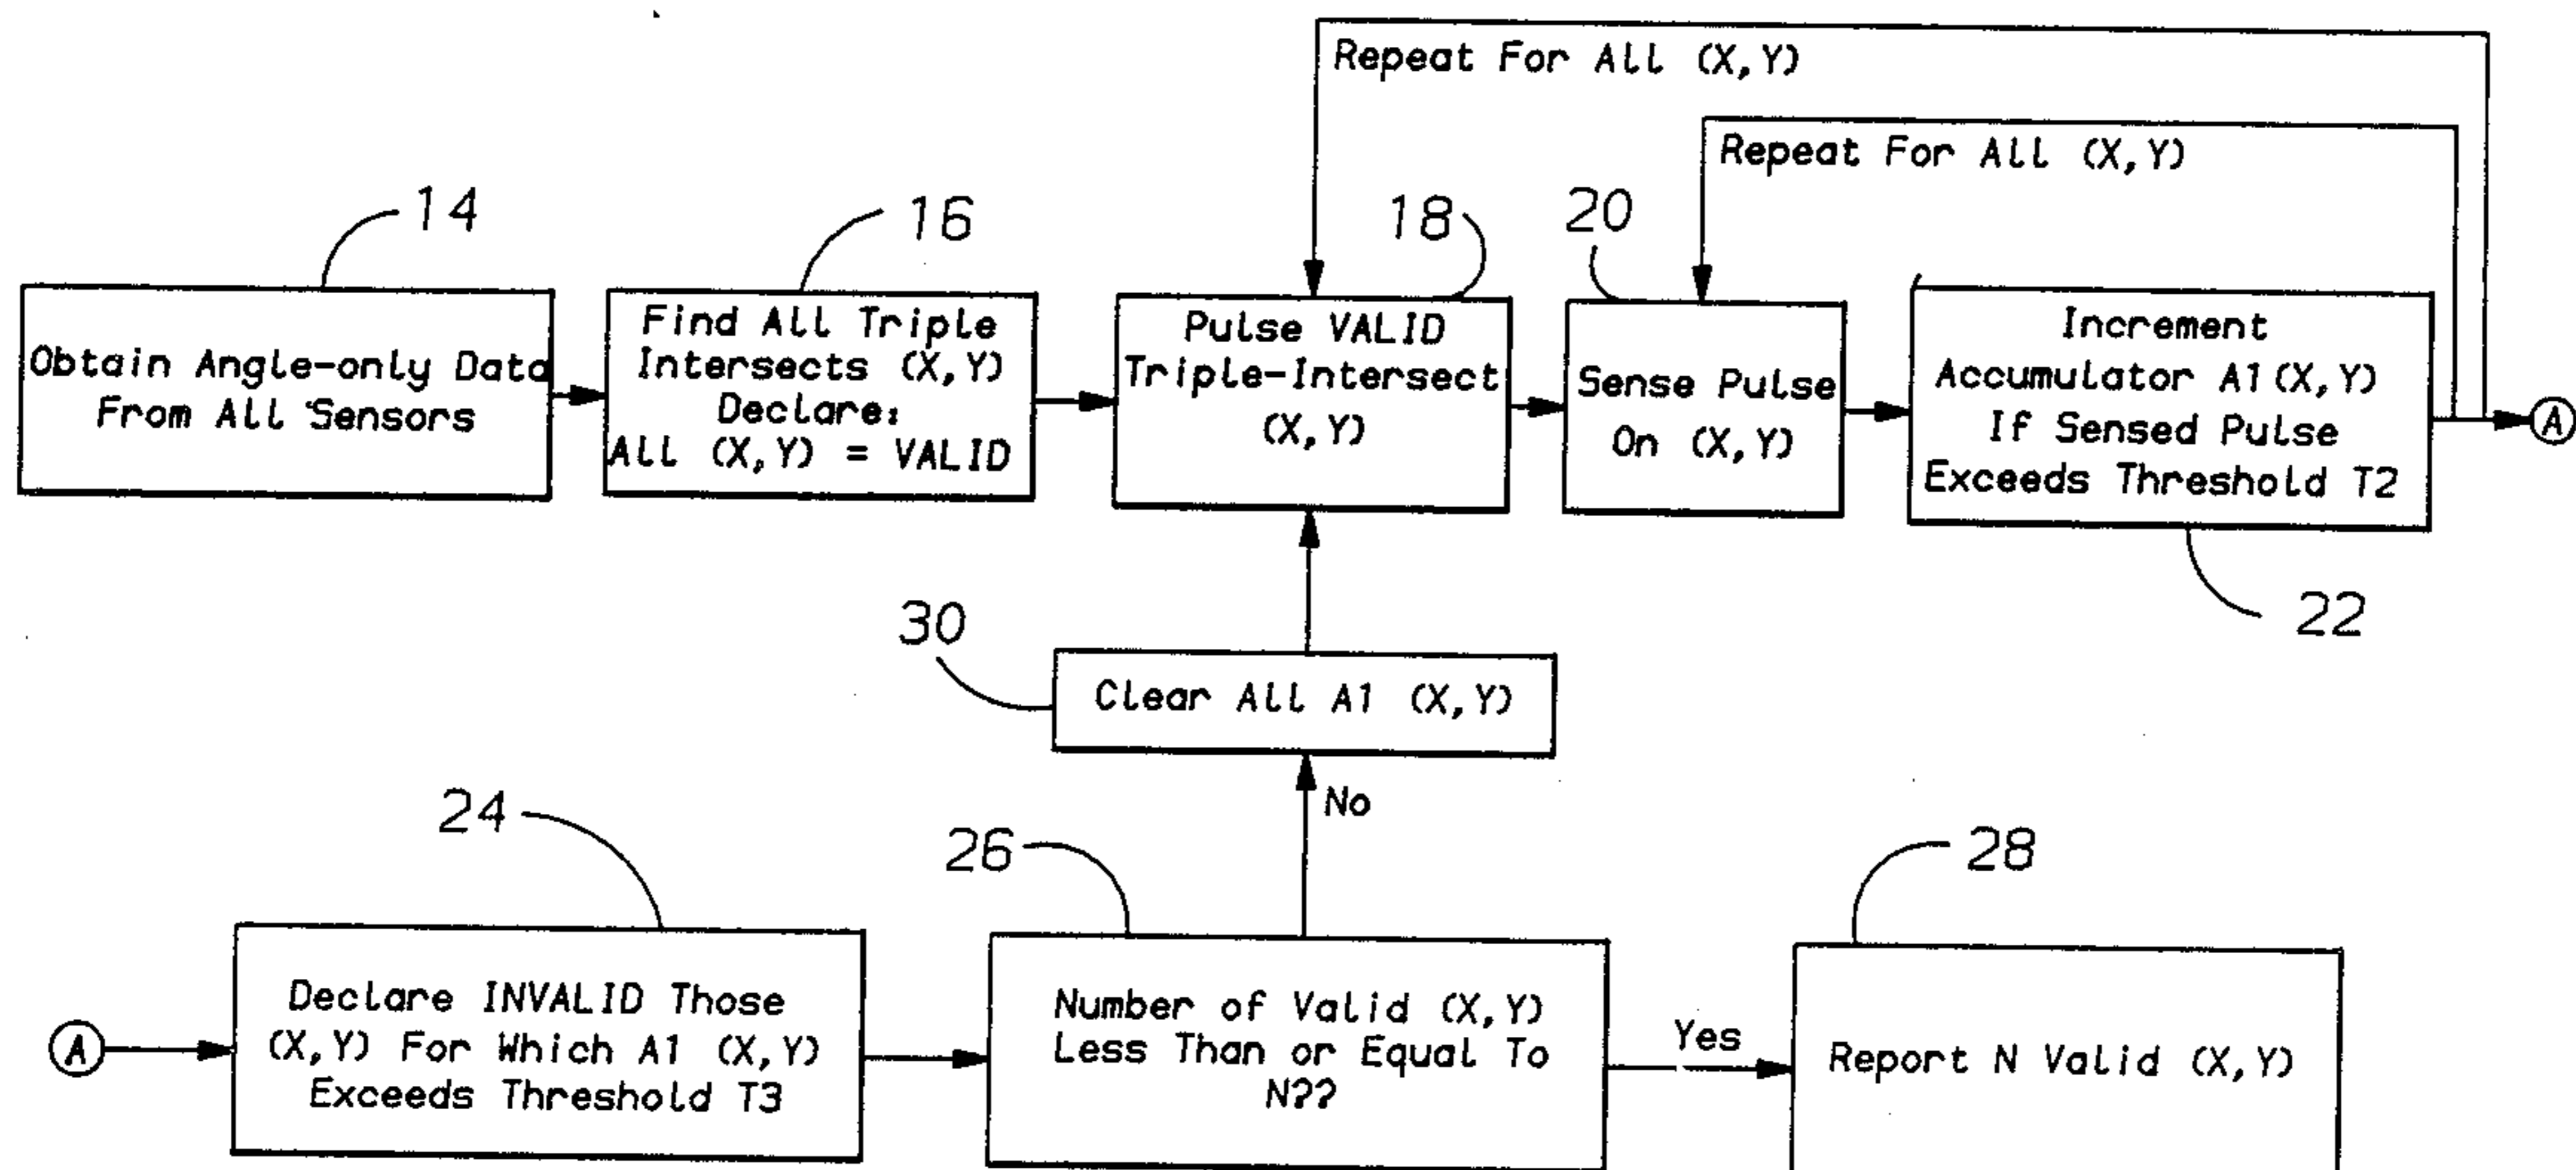 Repeat For All (X,Y)
Repeat For All (X,Y)
14
16
18
20
Obtain Angle-only Data
From All Sensors
Find All Triple
Intersects (X,Y)
Declare:
All (X,Y) = VALID
Pulse VALID
Triple-Intersect
(X,Y)
Sense Pulse
On (X,Y)
Increment
Accumulator A1(X,Y)
If Sensed Pulse
Exceeds Threshold T2
A
22
30
Clear All A1 (X,Y)
No
24
26
28
A
Declare INVALID Those
(X,Y) For Which A1 (X,Y)
Exceeds Threshold T3
Number of Valid (X,Y)
Less Than or Equal To
N??
Yes
Report N Valid (X,Y)